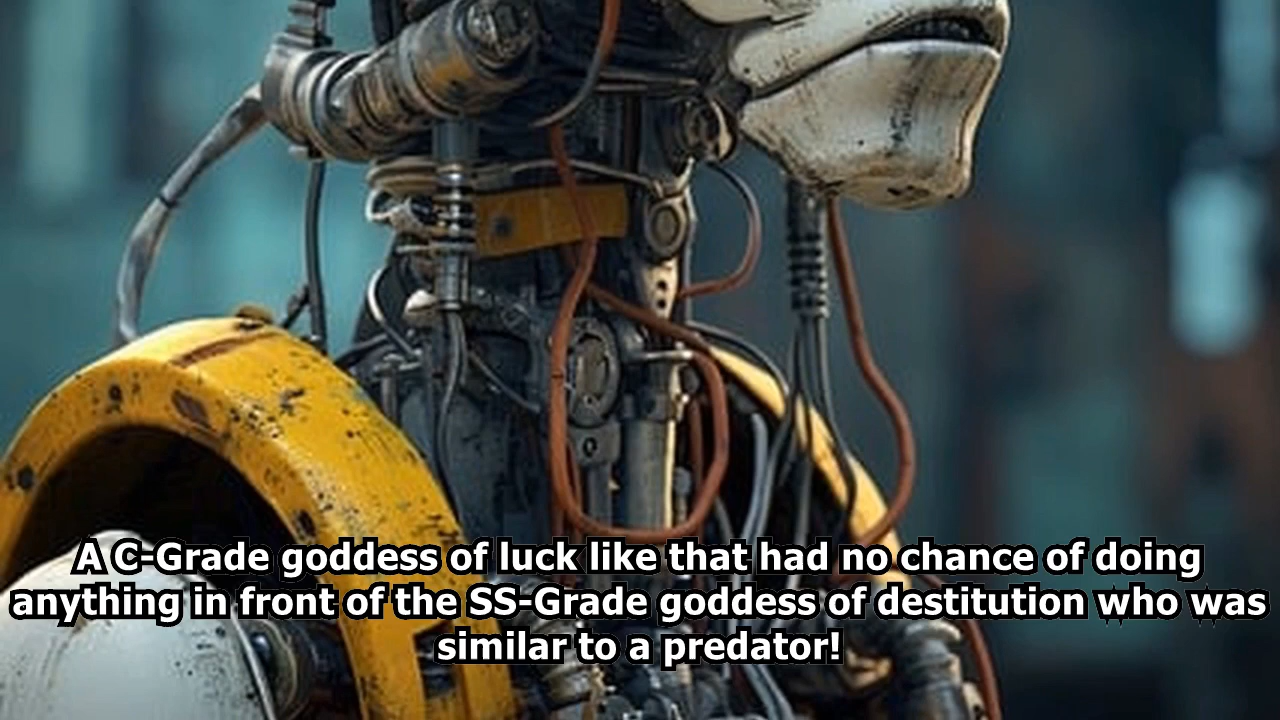 A C-Grade goddess of luck like that had no chance of doing
anything in front of the SS-Grade goddess of destitution who was
similar to a predator!